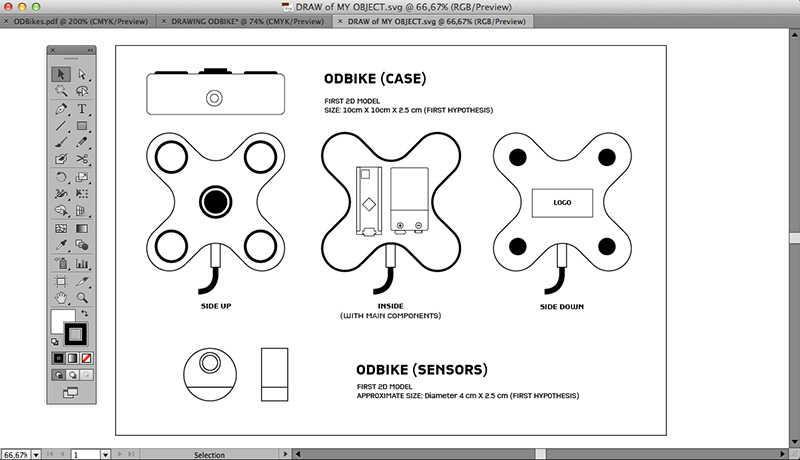 DRAW of MY OBJECT.svg @ 66,67% (RGB/Preview)
ODBikes.pdf @ 200% (CMYK/Preview)
DRAWING ODBIKE* @ 74% (CMYK/Preview)
DRAW of MY OBJECT.svg @ 66,67% (RGB/Preview)
ODBIKE (CASE)
FIRST 2D MODEL
SIZE: 10cm X 10cm X 2.5 cm (FIRST HYPOTHESIS)
LOGO
SIDE UP
INSIDE
(WITH MAIN COMPONENTS)
SIDE DOWN
ODBIKE (SENSORS)
FIRST 2D MODEL
APPROXIMATE SIZE: Diameter 4 cm X 2.5 cm (FIRST HYPOTHESIS)
66,67%
1
Selection